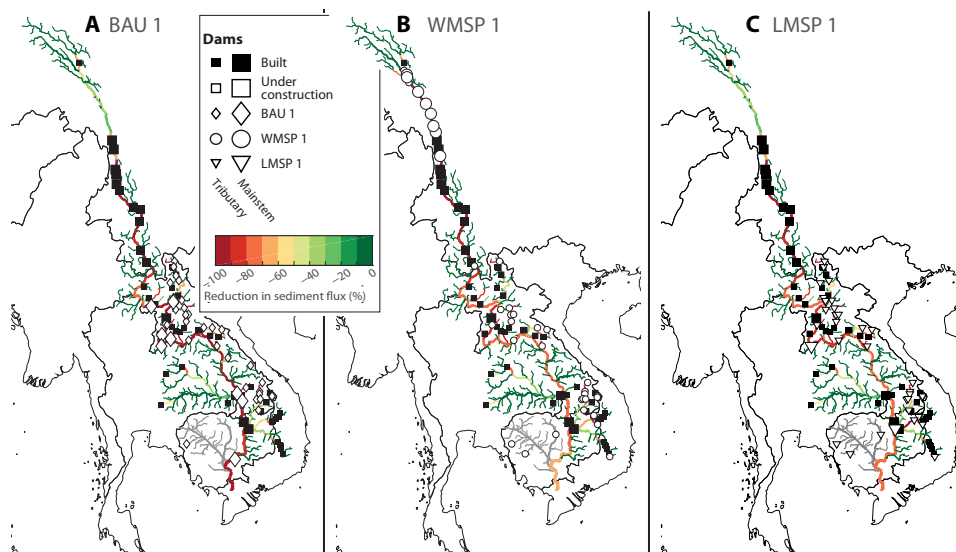 A BAU 1
B WMSP 1
C LMSP 1
Dams
Built
Under
construction
BAU 1
WMSP 1
LMSP 1
Tributary
Mainstem
−100
−80
−60
−40
−20
0
Reduction in sediment flux (%)